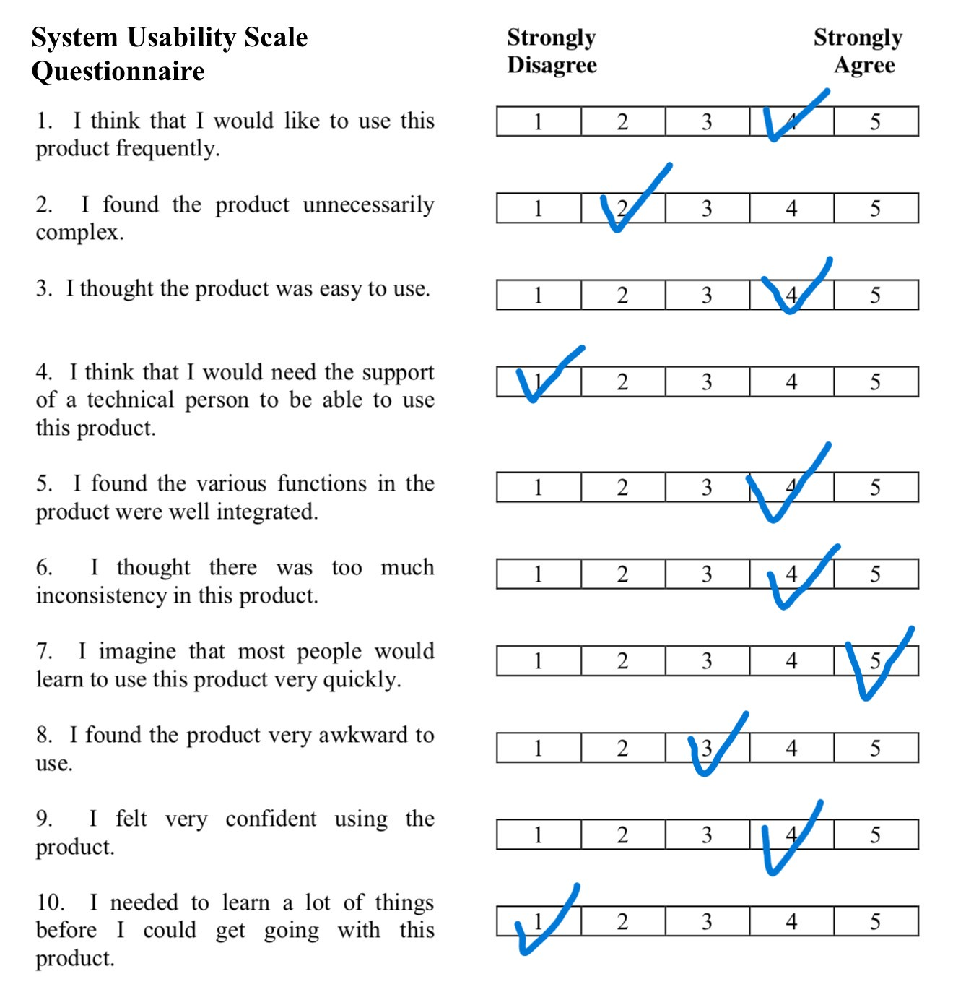 System Usability Scale
Questionnaire
Strongly
Disagree
Strongly
Agree
1. I think that I would like to use this
product frequently.
1 2 3 4 5
2. I found the product unnecessarily
complex.
1 2 3 4 5
3. I thought the product was easy to use.
1 2 3 4 5
4. I think that I would need the support
of a technical person to be able to use
this product.
1 2 3 4 5
5. I found the various functions in the
product were well integrated.
1 2 3 4 5
6. I thought there was too much
inconsistency in this product.
1 2 3 4 5
7. I imagine that most people would
learn to use this product very quickly.
1 2 3 4 5
8. I found the product very awkward to
use.
1 2 3 4 5
9. I felt very confident using the
product.
1 2 3 4 5
10. I needed to learn a lot of things
before I could get going with this
product.
1 2 3 4 5